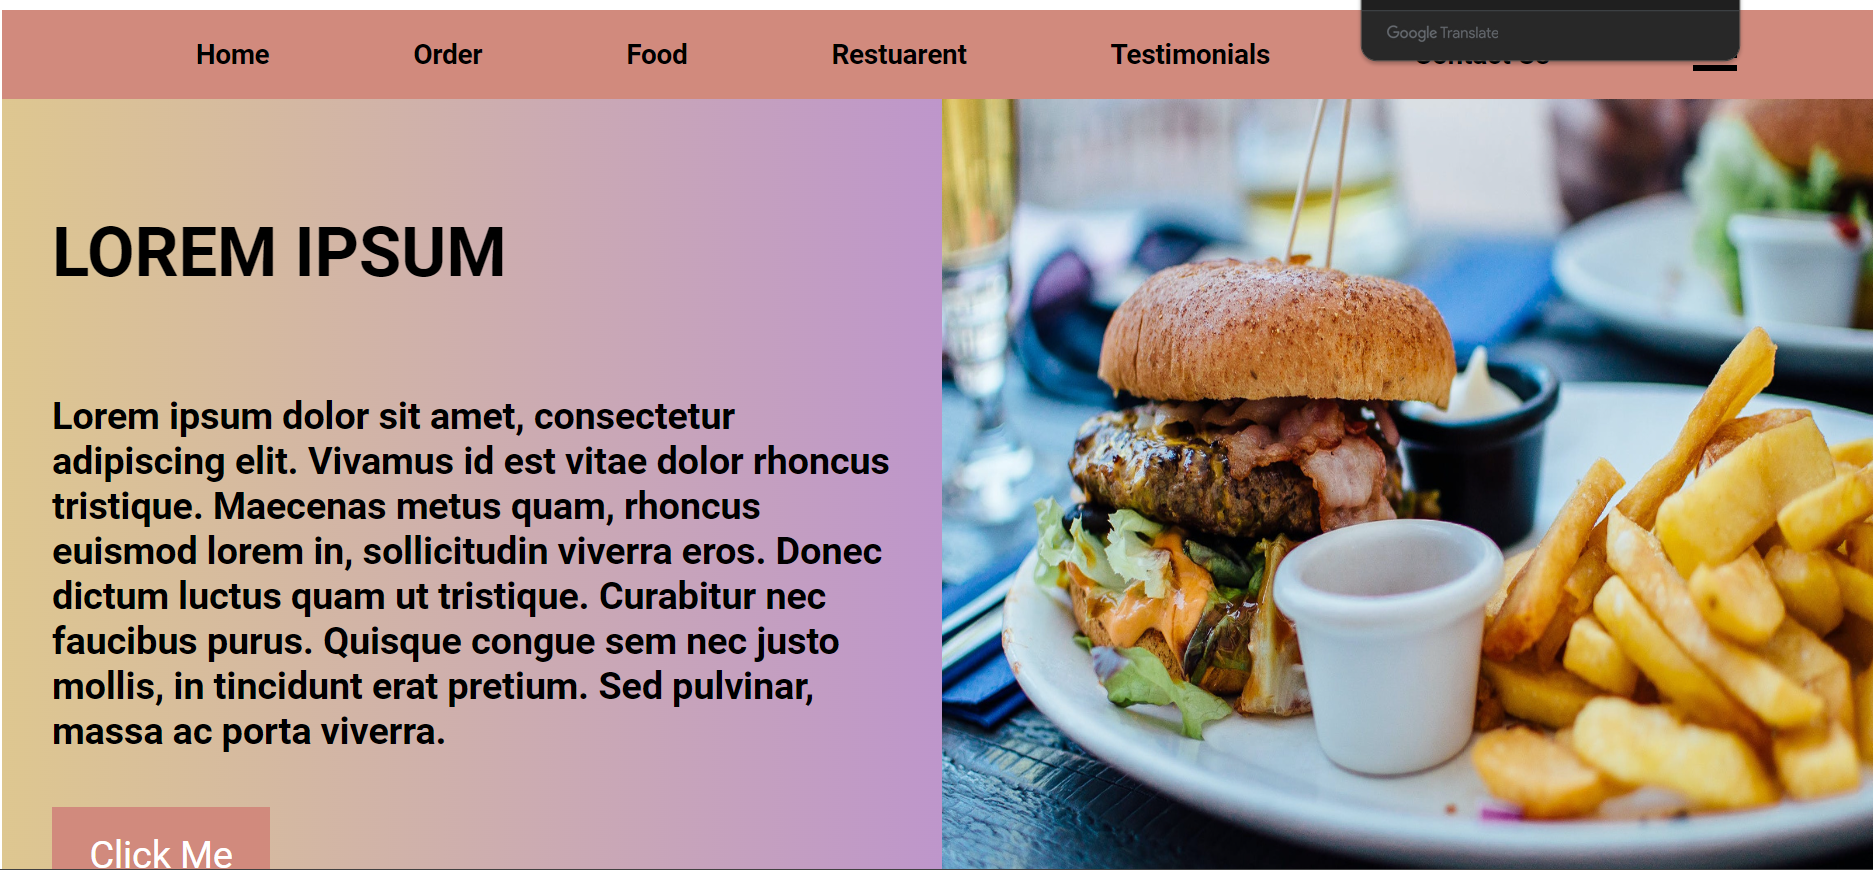 Google Translate
Home Order Food Restuarent Testimonials Contact Us
LOREM IPSUM
Lorem ipsum dolor sit amet, consectetur
adipiscing elit. Vivamus id est vitae dolor rhoncus
tristique. Maecenas metus quam, rhoncus
euismod lorem in, sollicitudin viverra eros. Donec
dictum luctus quam ut tristique. Curabitur nec
faucibus purus. Quisque congue sem nec justo
mollis, in tincidunt erat pretium. Sed pulvinar,
massa ac porta viverra.
Click Me